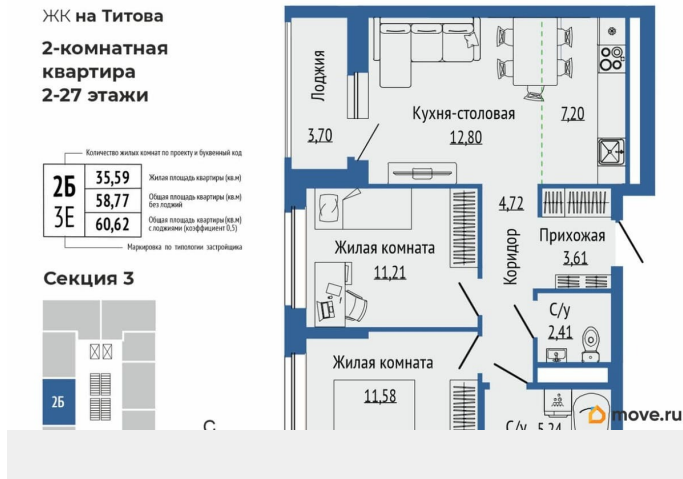 ЖК на Титова
2-комнатная
квартира
2-27 этажи
Количество жилых комнат по проекту и буквенный код
2Б
3Е
35,59 Жилая площадь квартиры (кв.м)
58,77 Общая площадь квартиры (кв.м)
без лоджий
60,62 Общая площадь квартиры (кв.м)
с лоджиями (коэффициент 0,5)
Маркировка по типологии застройщика
Секция 3
2Б
Лоджия
3,70
Кухня-столовая
12,80
7,20
4,72
Коридор
Прихожая
3,61
Жилая комната
11,21
С/у
2,41
Жилая комната
11,58
С/у 5,24
move.ru